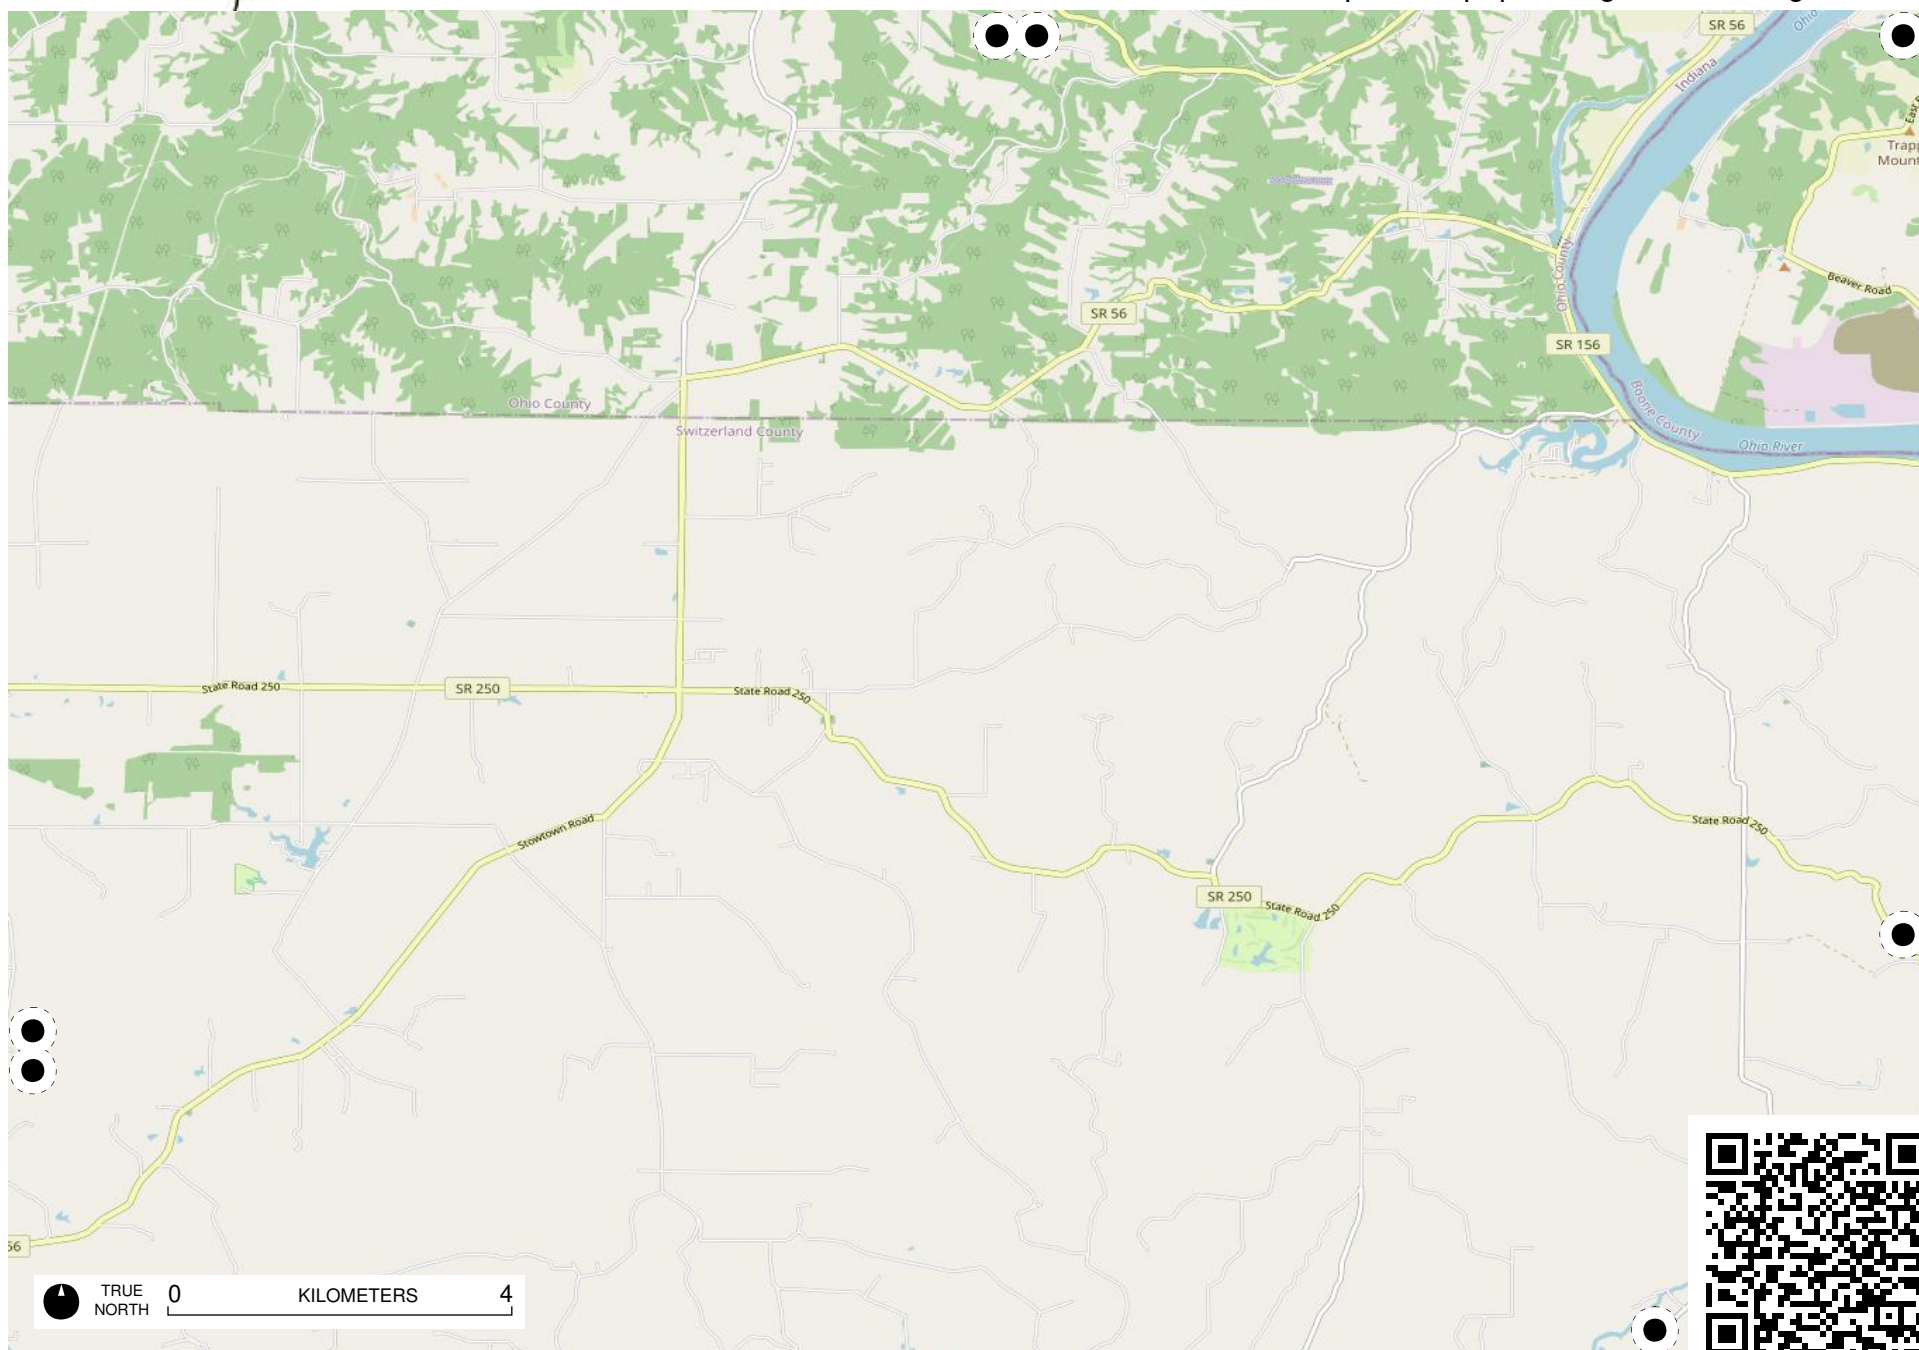 SR 56
Ohio
Indiana
East
Trapp
Mount
Ohio County
Beaver Road
SR 56
SR 156
Ohio County
Switzerland County
Boone County
Ohio River
State Road 250
SR 250
State Road 250
Stowtown Road
State Road 250
SR 250
State Road 250
56
TRUE
NORTH
0 KILOMETERS 4